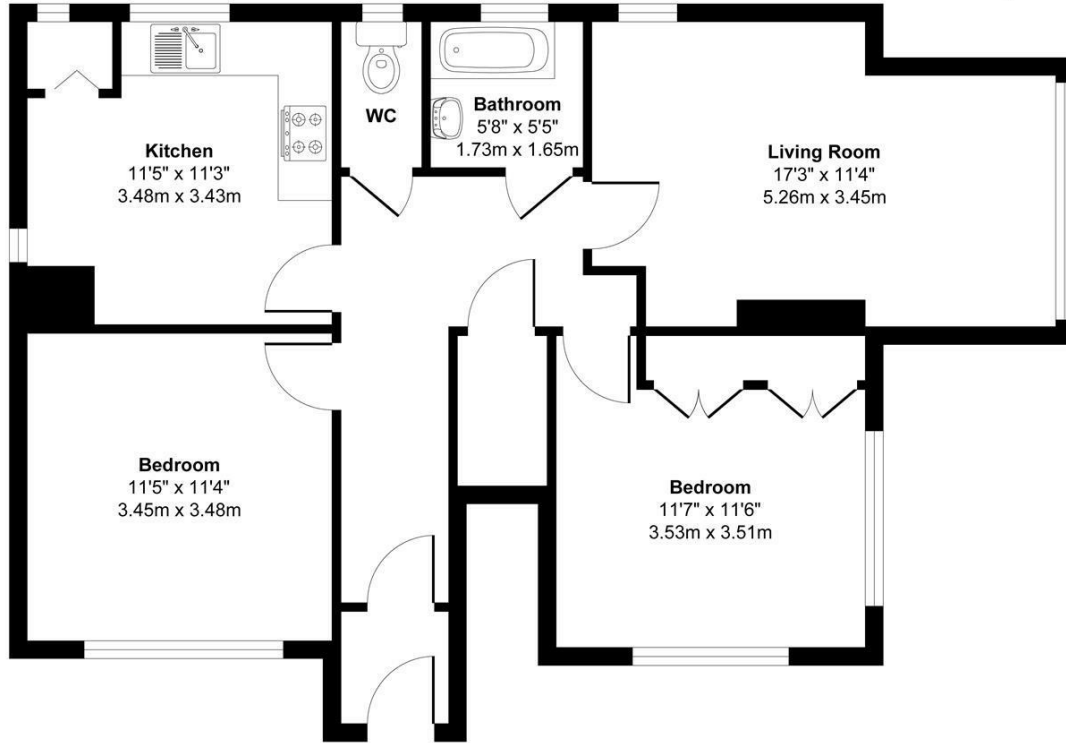 Kitchen
11'5" x 11'3"
3.48m x 3.43m
WC
Bathroom
5'8" x 5'5"
1.73m x 1.65m
Living Room
17'3" x 11'4"
5.26m x 3.45m
Bedroom
11'5" x 11'4"
3.45m x 3.48m
Bedroom
11'7" x 11'6"
3.53m x 3.51m